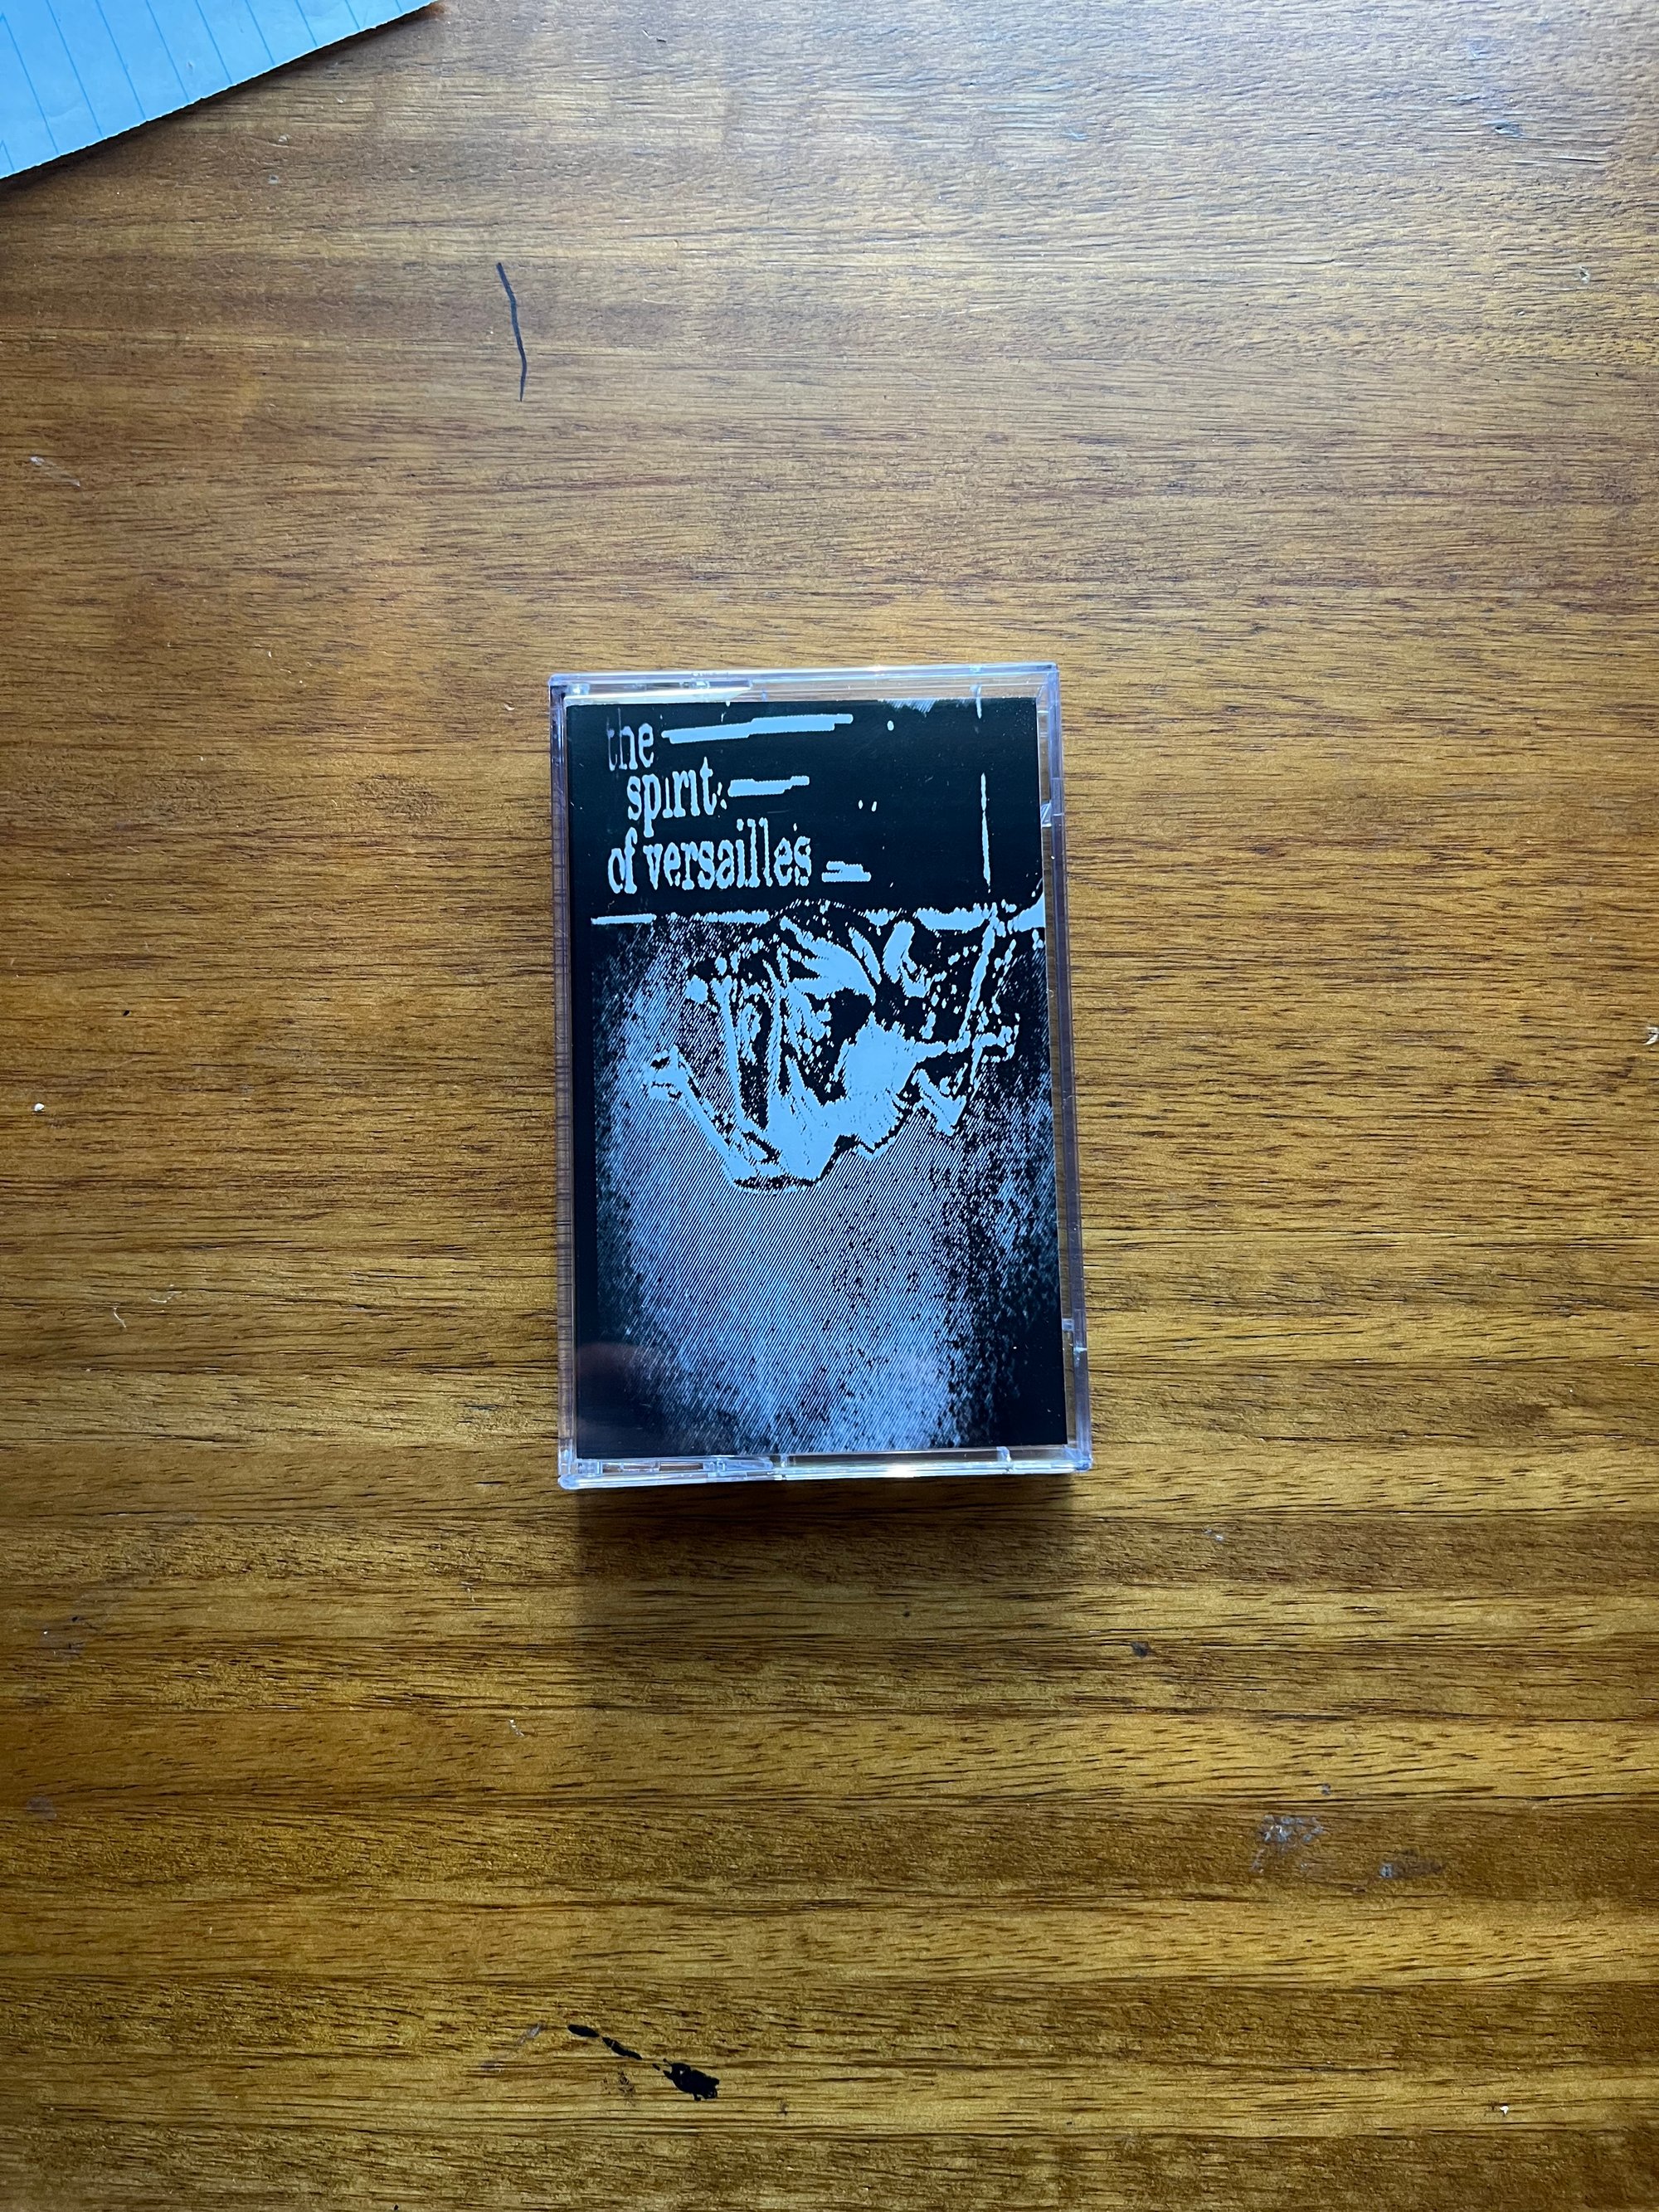 the
spirit
of versailles